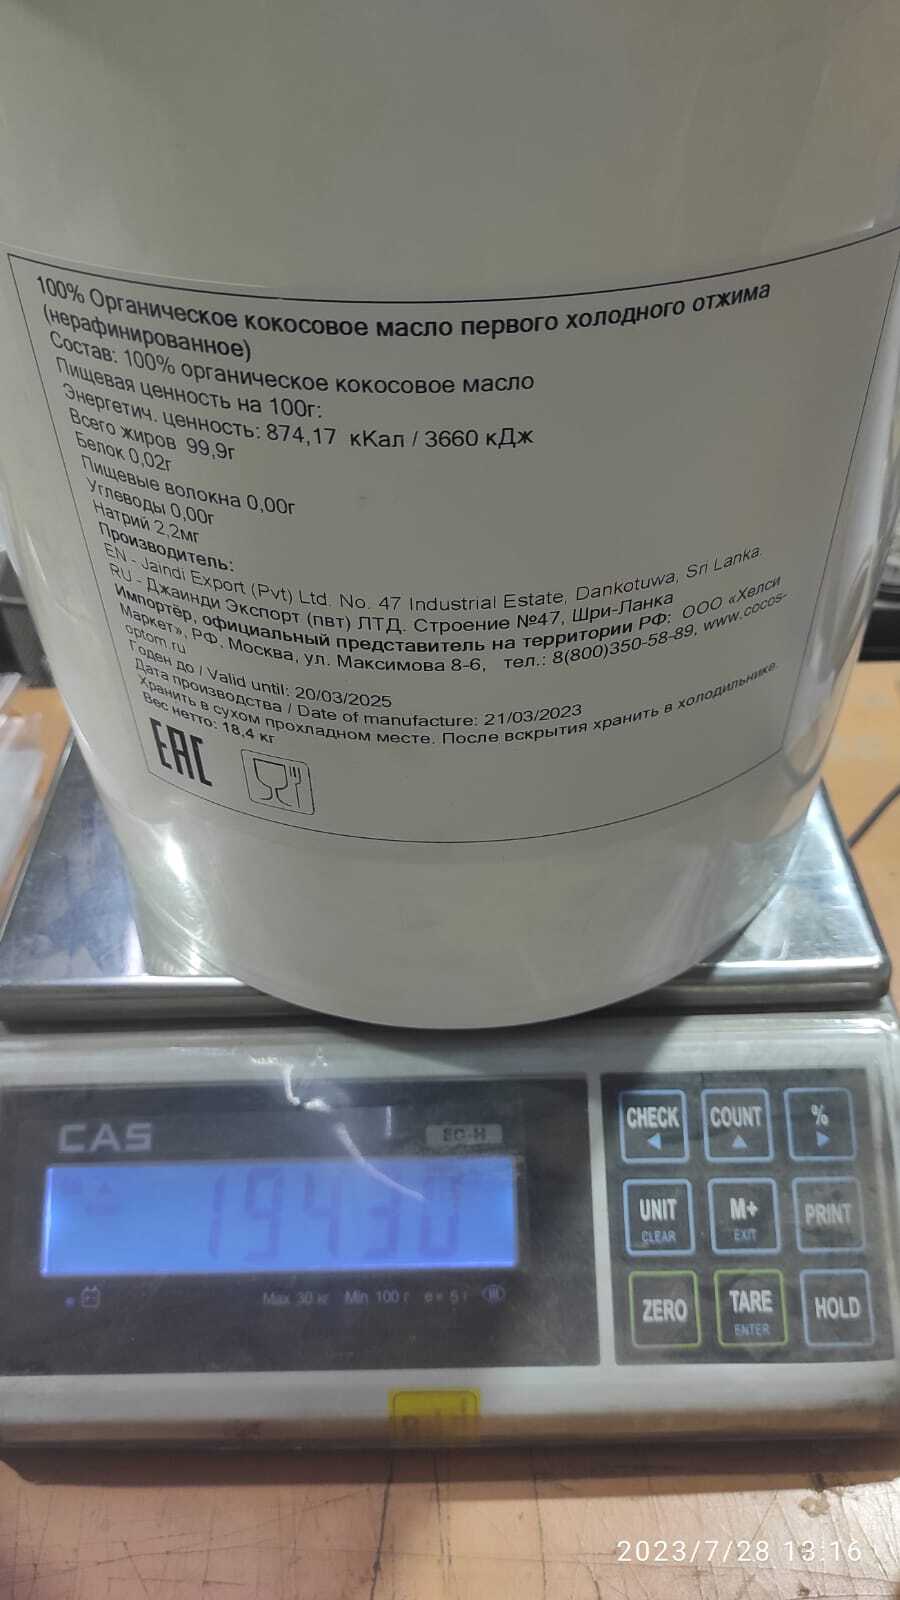 100% Органическое кокосовое масло первого холодного отжима
(нерафинированное)
Состав: 100% органическое кокосовое масло
Пищевая ценность на 100г:
Энергетич. ценность: 874,17 кКал / 3660 кДж
Всего жиров 99,9г
Белок 0,02г
Пищевые волокна 0,00г
Углеводы 0,00г
Натрий 2,2мг
Производитель:
EN - Jaindi Export (Pvt) Ltd. No. 47 Industrial Estate, Dankotuwa, Sri Lanka.
RU - Джаинди Экспорт (пвт) ЛТД. Строение №47, Шри-Ланка
Импортёр, официальный представитель на территории РФ: ООО «Хелси
Маркет», РФ. Москва, ул. Максимова 8-6, тел.: 8(800)350-58-89, www.cocos-
optom.ru
Годен до / Valid until: 20/03/2025
Дата производства / Date of manufacture: 21/03/2023
Хранить в сухом прохладном месте. После вскрытия хранить в холодильнике.
Вес нетто: 18,4 кг
EAC
CAS
19430
Max 30 кг Min 100 г e = 5 г
CHECK COUNT %
UNIT M+ PRINT
CLEAR EXIT
ZERO TARE HOLD
ENTER
2023/7/28 13:16